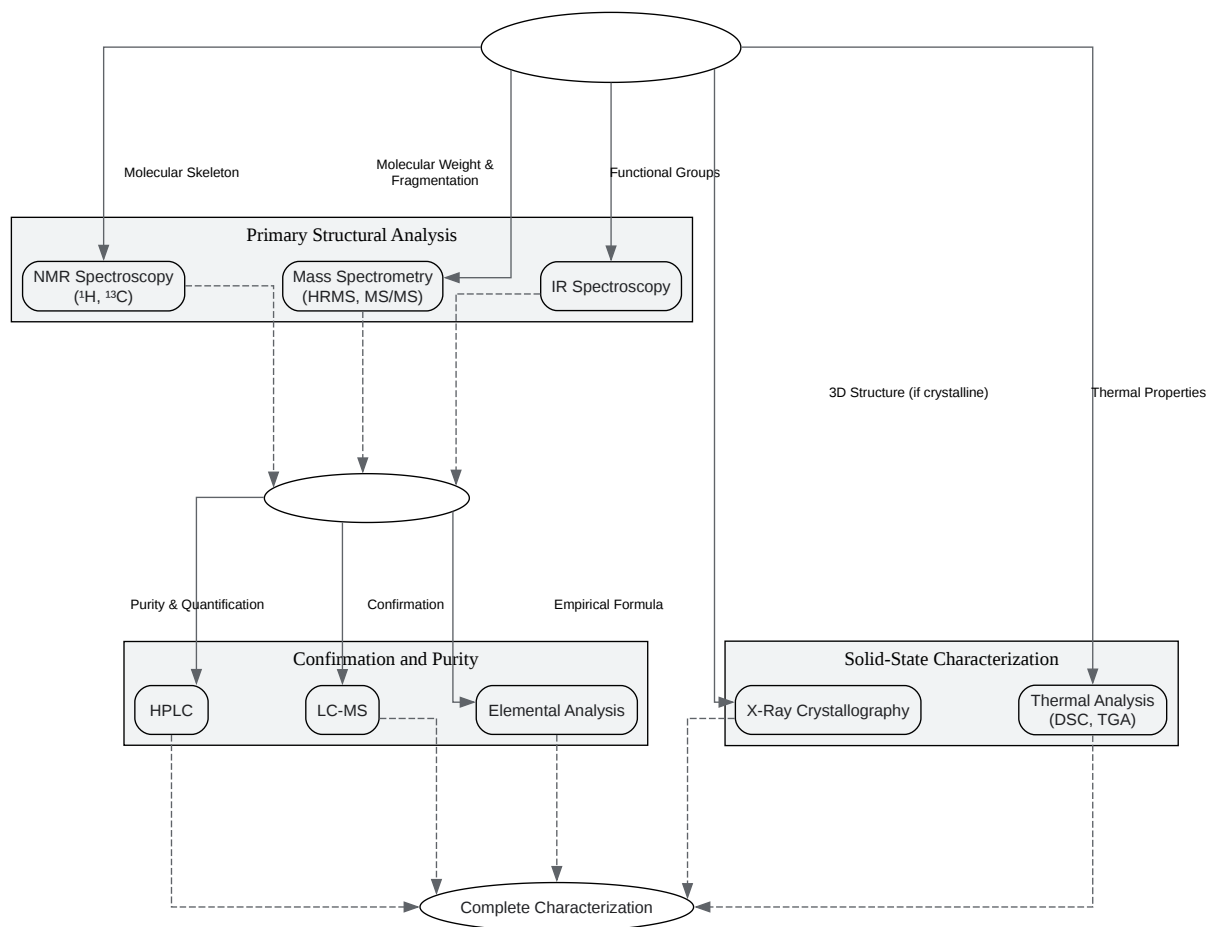 Molecular Skeleton
Molecular Weight &
Fragmentation
Functional Groups
Primary Structural Analysis
NMR Spectroscopy
(¹H, ¹³C)
Mass Spectrometry
(HRMS, MS/MS)
IR Spectroscopy
3D Structure (if crystalline)
Thermal Properties
Purity & Quantification
Confirmation
Empirical Formula
Confirmation and Purity
HPLC
LC-MS
Elemental Analysis
Solid-State Characterization
X-Ray Crystallography
Thermal Analysis
(DSC, TGA)
Complete Characterization